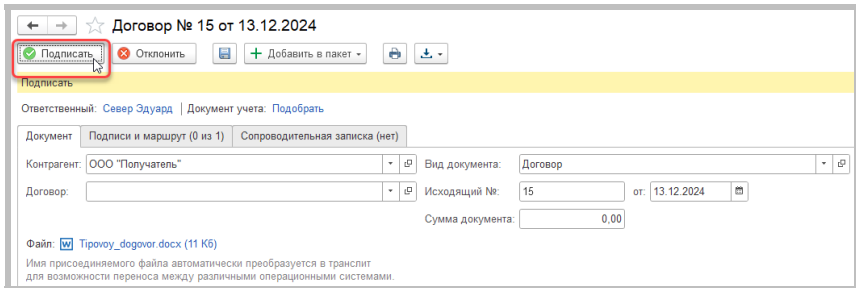 Договор № 15 от 13.12.2024
Подписать Отклонить Добавить в пакет
Подписать
Ответственный: Север Эдуард | Документ учета: Подобрать
Документ Подписи и маршрут (0 из 1) Сопроводительная записка (нет)
Контрагент: ООО "Получатель" Вид документа: Договор
Договор: Исходящий №: 15 от: 13.12.2024
Сумма документа: 0,00
Файл: Tipovoy_dogovor.docx (11 Кб)
Имя присоединяемого файла автоматически преобразуется в транслит
для возможности переноса между различными операционными системами.